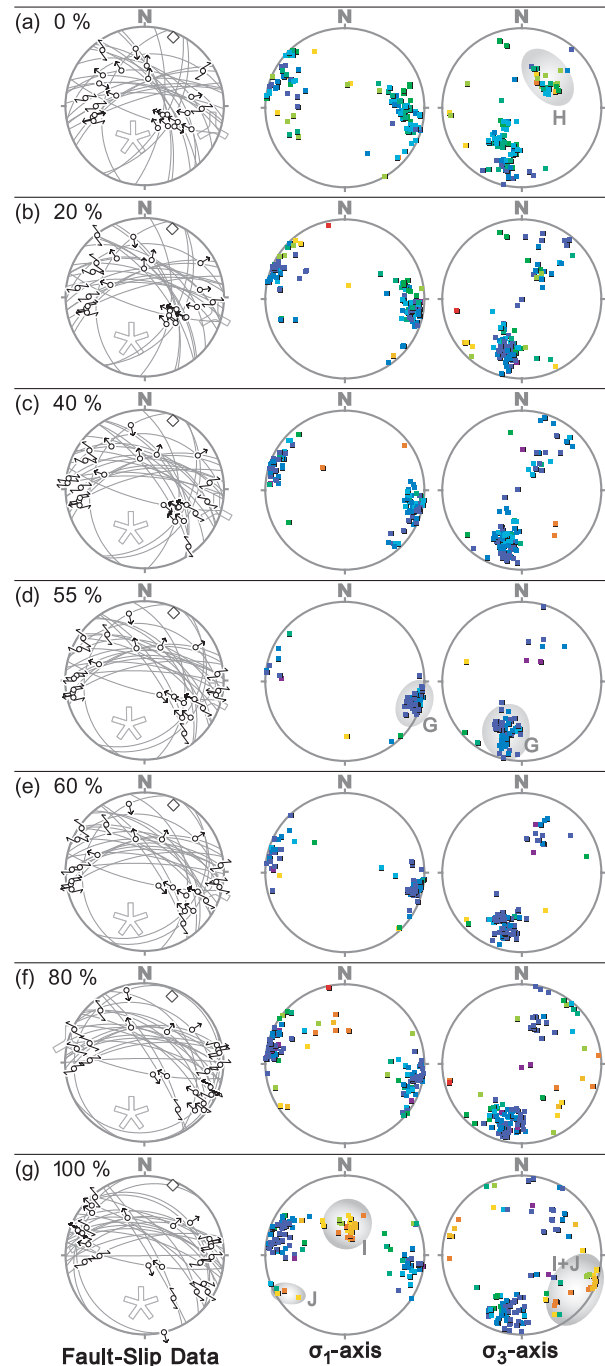 (a) 0 %
N N N
H
(b) 20 %
N N N
(c) 40 %
N N N
(d) 55 %
N N N
G G
(e) 60 %
N N N
(f) 80 %
N N N
(g) 100 %
N N N
I I+J
J
Fault-Slip Data σ1-axis σ3-axis